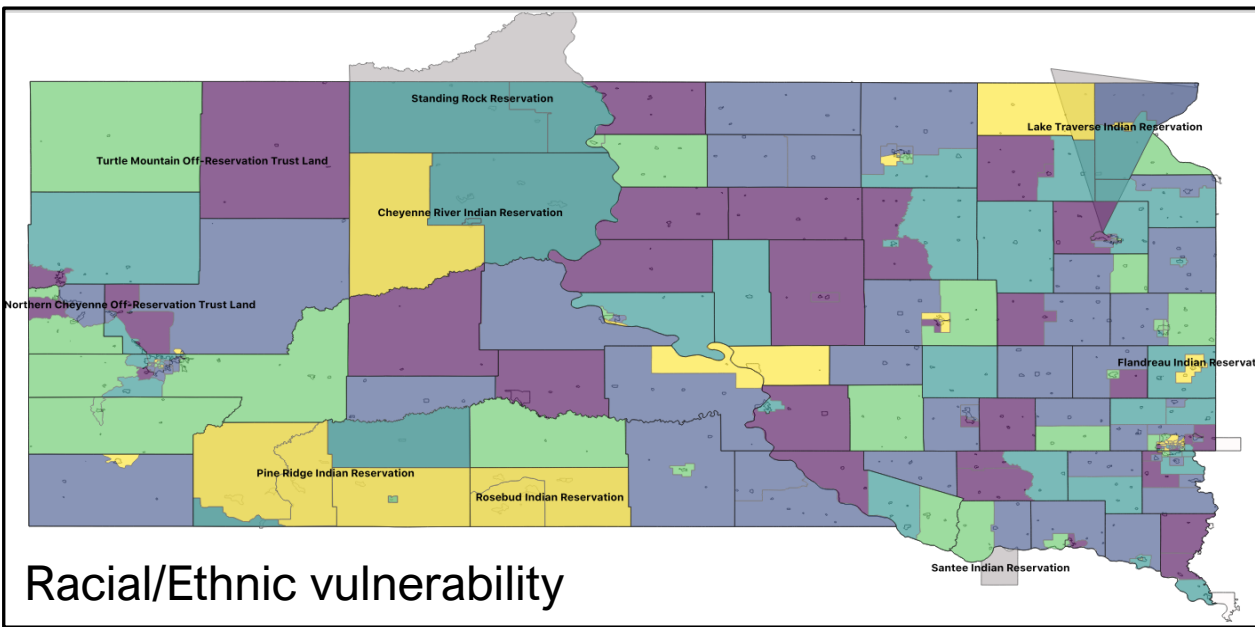 Standing Rock Reservation
Lake Traverse Indian Reservation
Turtle Mountain Off-Reservation Trust Land
Cheyenne River Indian Reservation
Northern Cheyenne Off-Reservation Trust Land
Flandreau Indian Reservat
Pine Ridge Indian Reservation
Rosebud Indian Reservation
Santee Indian Reservation
Racial/Ethnic vulnerability